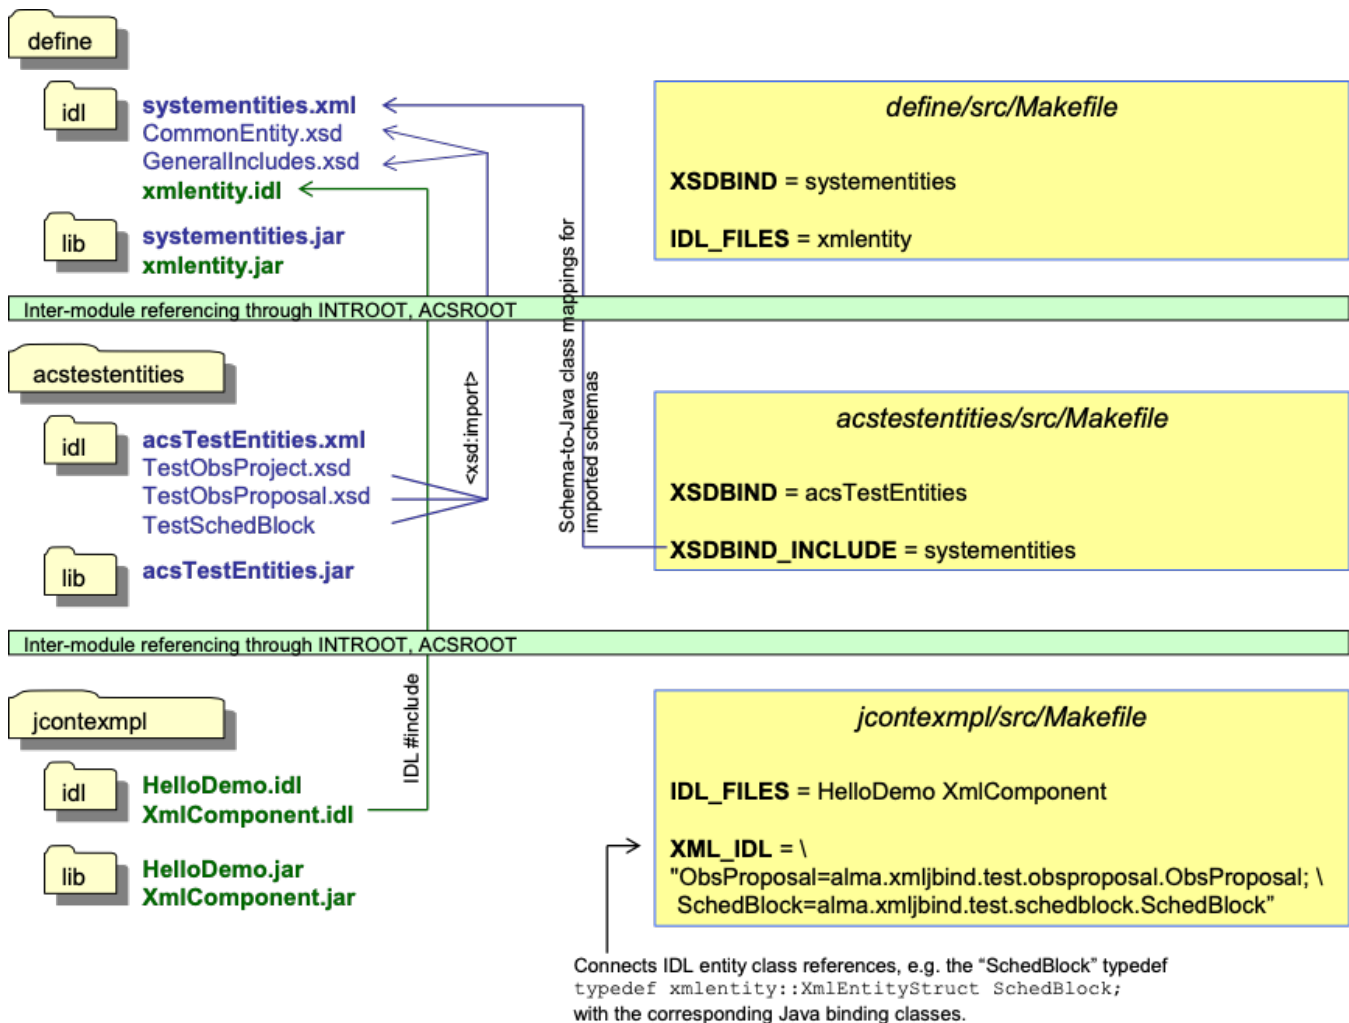 define
idl
systementities.xml
CommonEntity.xsd
GeneralIncludes.xsd
xmlentity.idl
lib
systementities.jar
xmlentity.jar
define/src/Makefile
XSDBIND = systementities
IDL_FILES = xmlentity
Inter-module referencing through INTROOT, ACSROOT
Schema-to-Java class mappings for
imported schemas
<xsd:import>
acstestentities
idl
acsTestEntities.xml
TestObsProject.xsd
TestObsProposal.xsd
TestSchedBlock
lib
acsTestEntities.jar
acstestentities/src/Makefile
XSDBIND = acsTestEntities
XSDBIND_INCLUDE = systementities
Inter-module referencing through INTROOT, ACSROOT
IDL #include
jcontexmpl
idl
HelloDemo.idl
XmlComponent.idl
lib
HelloDemo.jar
XmlComponent.jar
jcontexmpl/src/Makefile
IDL_FILES = HelloDemo XmlComponent
XML_IDL = \
"ObsProposal=alma.xmljbind.test.obsproposal.ObsProposal; \
SchedBlock=alma.xmljbind.test.schedblock.SchedBlock”
Connects IDL entity class references, e.g. the “SchedBlock” typedef
typedef xmlentity::XmlEntityStruct SchedBlock;
with the corresponding Java binding classes.